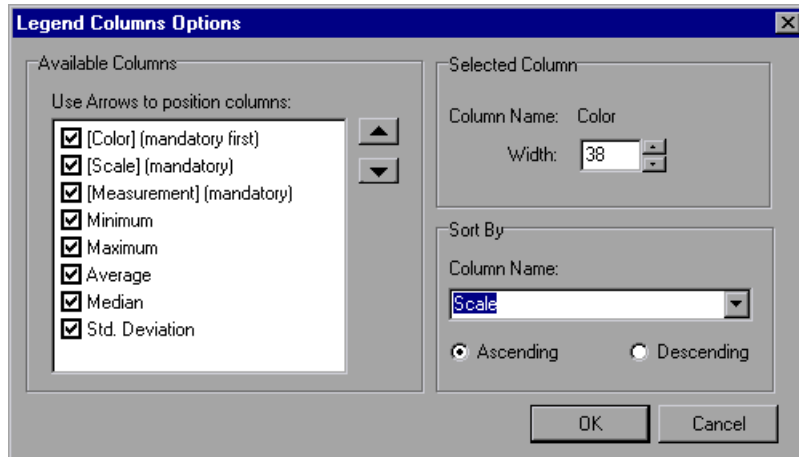 Legend Columns Options
Available Columns
Use Arrows to position columns:
[Color] (mandatory first)
[Scale] (mandatory)
[Measurement] (mandatory)
Minimum
Maximum
Average
Median
Std. Deviation
Selected Column
Column Name: Color
Width: 38
Sort By
Column Name:
Scale
Ascending Descending
OK Cancel